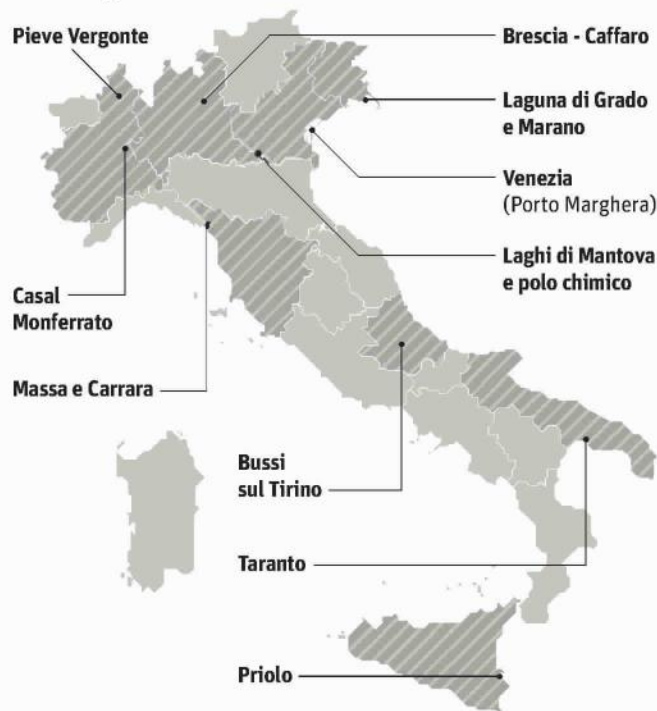 Pieve Vergonte
Brescia - Caffaro
Laguna di Grado
e Marano
Venezia
(Porto Marghera)
Laghi di Mantova
e polo chimico
Casal
Monferrato
Massa e Carrara
Bussi
sul Tirino
Taranto
Priolo